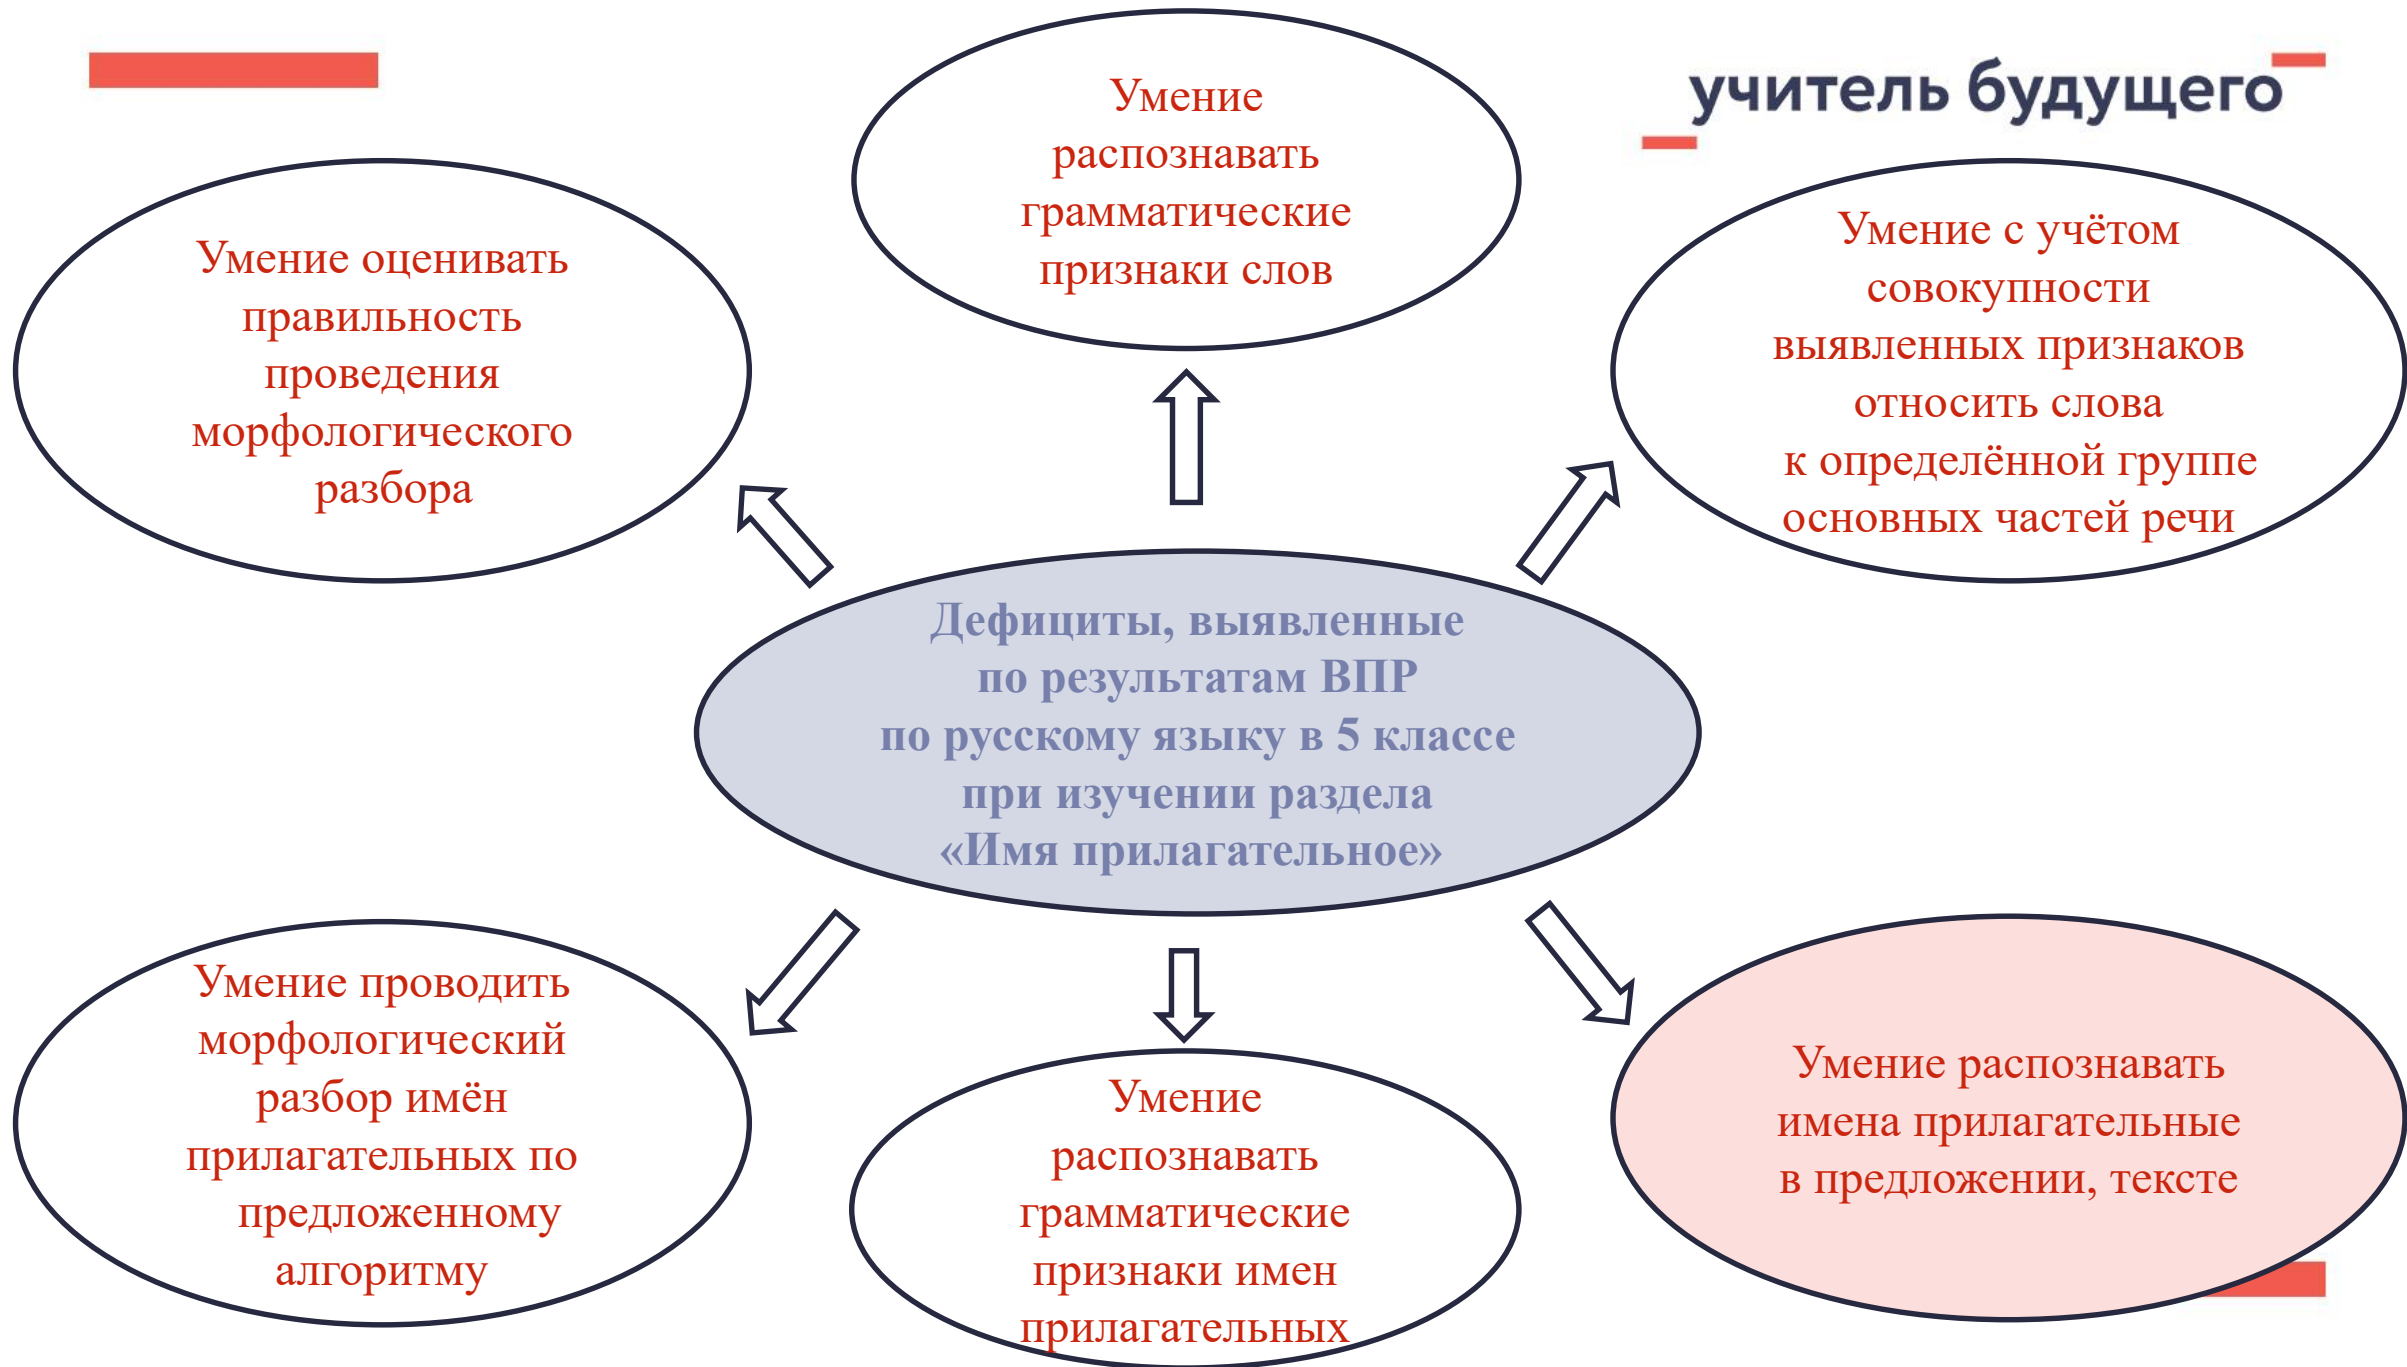 учитель будущего
Умение
распознавать
грамматические
признаки слов
Умение оценивать
правильность
проведения
морфологического
разбора
Умение с учётом
совокупности
выявленных признаков
относить слова
к определённой группе
основных частей речи
Дефициты, выявленные
по результатам ВПР
по русскому языку в 5 классе
при изучении раздела
«Имя прилагательное»
Умение проводить
морфологический
разбор имён
прилагательных по
предложенному
алгоритму
Умение
распознавать
грамматические
признаки имен
прилагательных
Умение распознавать
имена прилагательные
в предложении, тексте